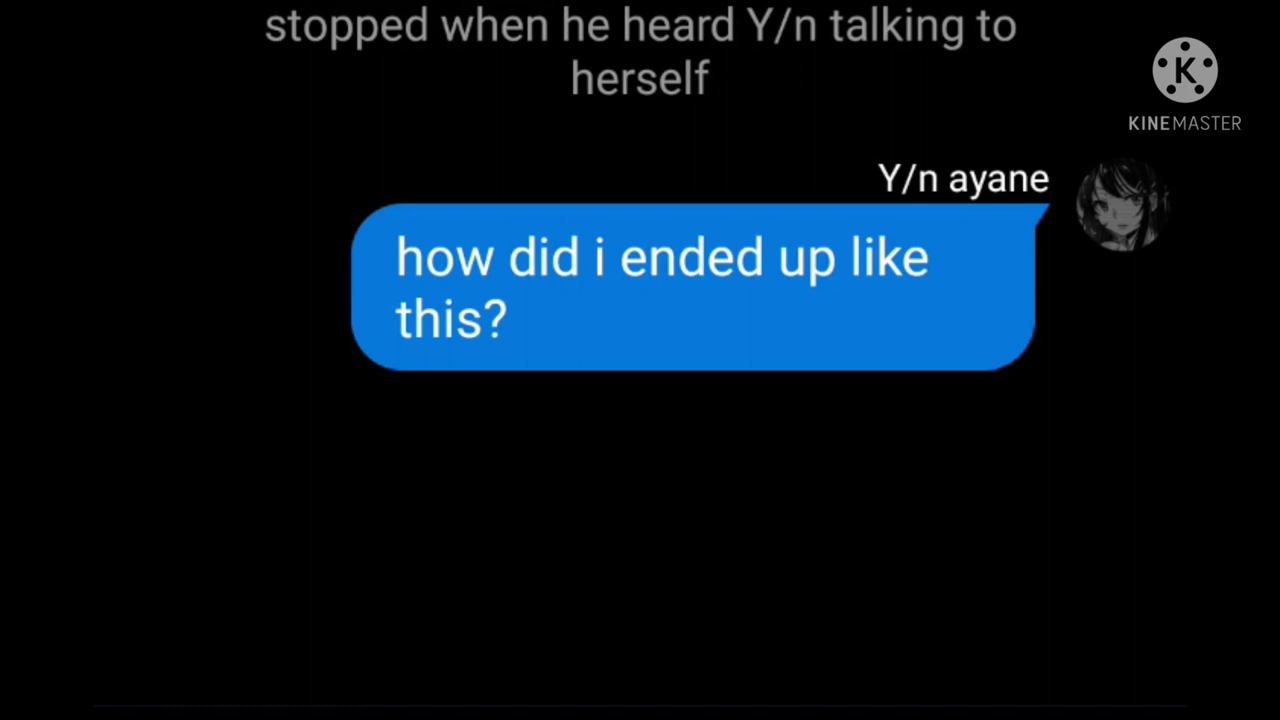 stopped when he heard Y/n talking to
herself
K
KINEMASTER
Y/n ayane
how did i ended up like
this?